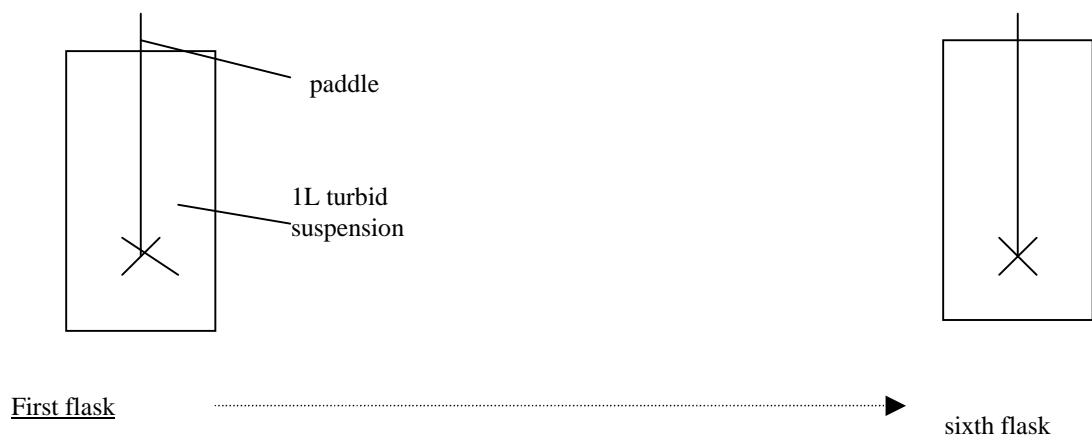 paddle
1L turbid
suspension
First flask
sixth flask